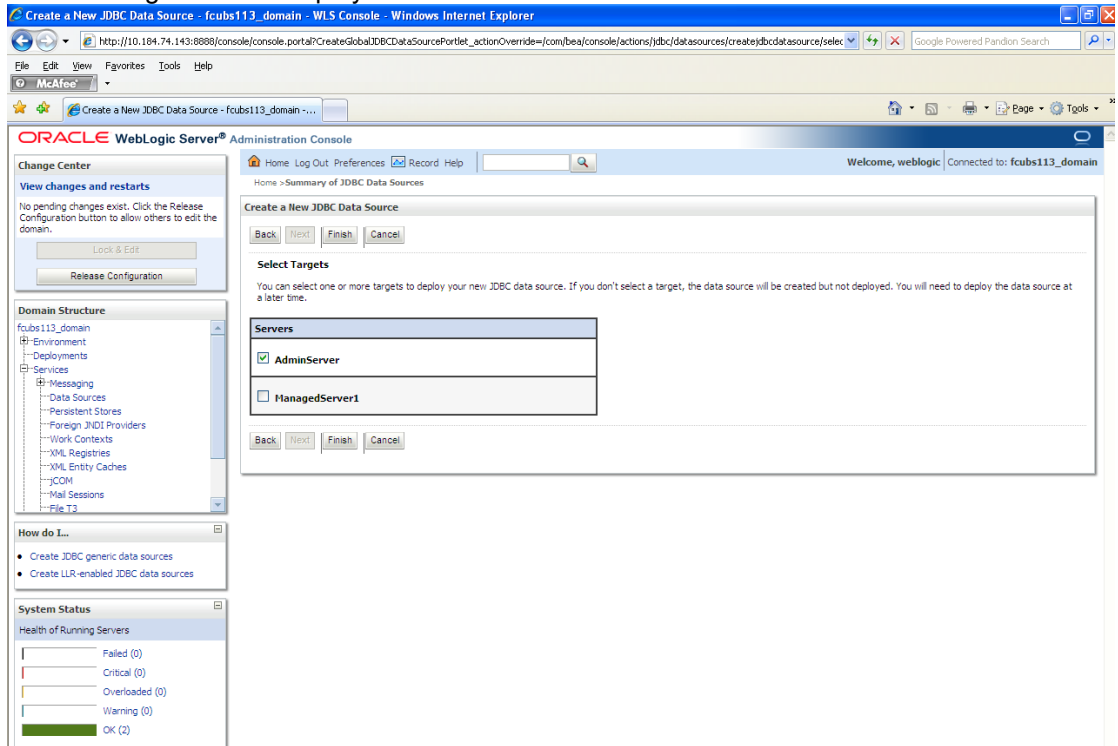 Create a New JDBC Data Source - fcubs113_domain - WLS Console - Windows Internet Explorer
http://10.184.74.143:8888/console/console.portal?CreateGlobalJDBCDataSourcePortlet_actionOverride=/com/bea/console/actions/jdbc/datasources/createjdbcdatasource/selec
Google Powered Pandion Search
File Edit View Favorites Tools Help
McAfee
Create a New JDBC Data Source - fcubs113_domain -...
Page Tools
ORACLE WebLogic Server® Administration Console
Change Center
View changes and restarts
No pending changes exist. Click the Release
Configuration button to allow others to edit the
domain.
Lock & Edit
Release Configuration
Domain Structure
fcubs113_domain
Environment
Deployments
Services
Messaging
Data Sources
Persistent Stores
Foreign JNDI Providers
Work Contexts
XML Registries
XML Entity Caches
jCOM
Mail Sessions
File T3
How do I...
Create JDBC generic data sources
Create LLR-enabled JDBC data sources
System Status
Health of Running Servers
Failed (0)
Critical (0)
Overloaded (0)
Warning (0)
OK (2)
Home Log Out Preferences Record Help
Welcome, weblogic Connected to: fcubs113_domain
Home >Summary of JDBC Data Sources
Create a New JDBC Data Source
Back Next Finish Cancel
Select Targets
You can select one or more targets to deploy your new JDBC data source. If you don't select a target, the data source will be created but not deployed. You will need to deploy the data source at
a later time.
Servers
AdminServer
ManagedServer1
Back Next Finish Cancel